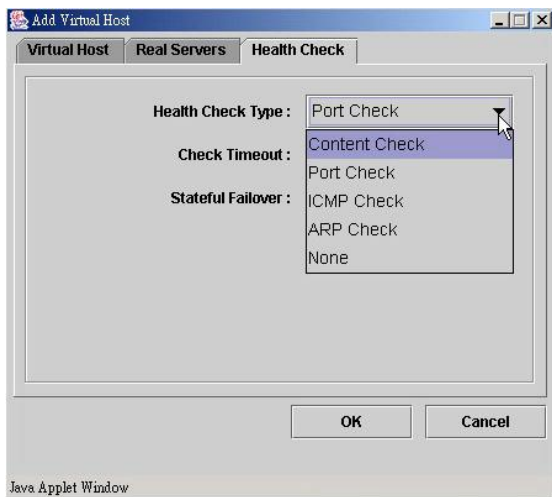 Add Virtual Host
Virtual Host Real Servers Health Check
Health Check Type : Port Check
Content Check
Check Timeout :
Port Check
Stateful Failover : ICMP Check
ARP Check
None
OK Cancel
Java Applet Window